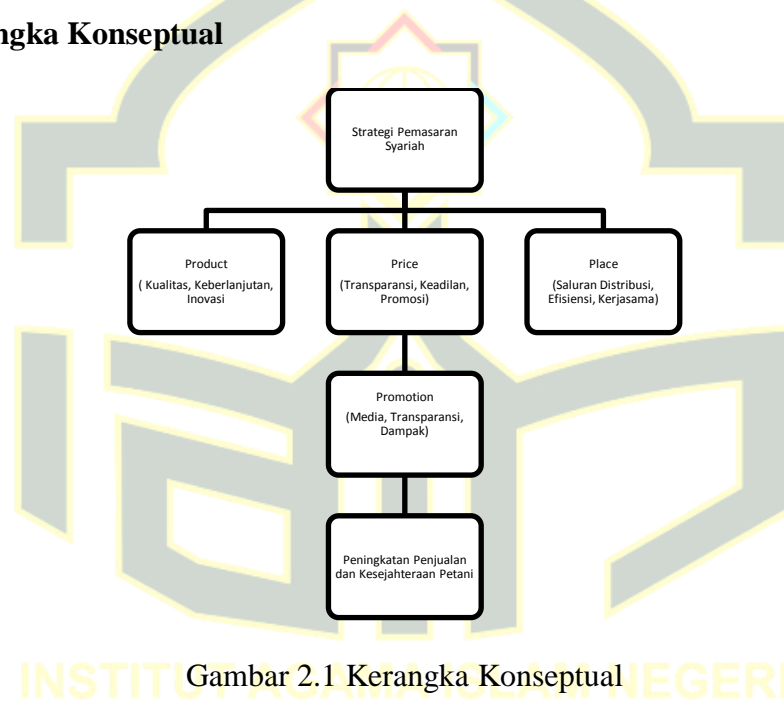 ngka Konseptual
Strategi Pemasaran
Syariah
Product
( Kualitas, Keberlanjutan,
Inovasi
Price
(Transparansi, Keadilan,
Promosi)
Place
(Saluran Distribusi,
Efisiensi, Kerjasama)
Promotion
(Media, Transparansi,
Dampak)
Peningkatan Penjualan
dan Kesejahteraan Petani
Gambar 2.1 Kerangka Konseptual
INSTITUT AGAMA ISLAM NEGERI